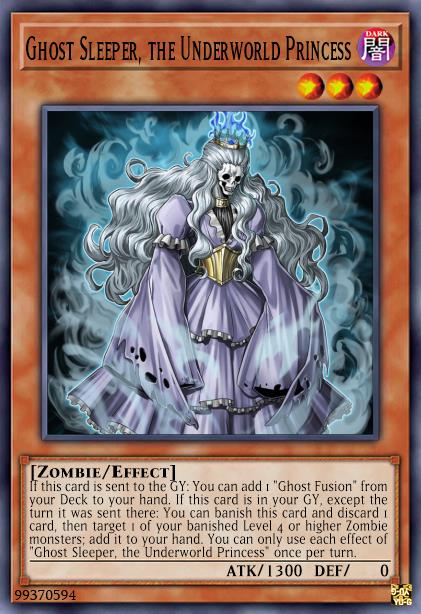 GHOST SLEEPER, THE UNDERWORLD PRINCESS
DARK
闇
[ZOMBIE/EFFECT]
If this card is sent to the GY: You can add 1 "Ghost Fusion" from
your Deck to your hand. If this card is in your GY, except the
turn it was sent there: You can banish this card and discard 1
card, then target 1 of your banished Level 4 or higher Zombie
monsters; add it to your hand. You can only use each effect of
"Ghost Sleeper, the Underworld Princess" once per turn.
ATK/1300 DEF/ 0
99370594